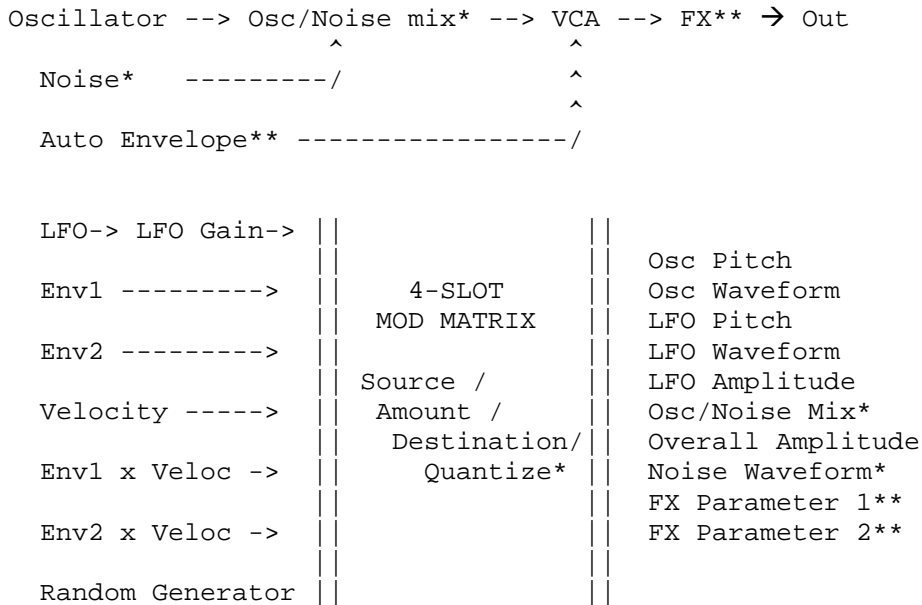 Oscillator --> Osc/Noise mix* --> VCA --> FX** → Out
^ ^
Noise* ---------/ ^
^
Auto Envelope** -----------------/
LFO-> LFO Gain-> || ||
|| || Osc Pitch
Env1 ---------> || 4-SLOT || Osc Waveform
|| MOD MATRIX || LFO Pitch
Env2 ---------> || || LFO Waveform
|| Source / || LFO Amplitude
Velocity -----> || Amount / || Osc/Noise Mix*
|| Destination/|| Overall Amplitude
Env1 x Veloc -> || Quantize* || Noise Waveform*
|| || FX Parameter 1**
Env2 x Veloc -> || || FX Parameter 2**
|| ||
Random Generator || ||